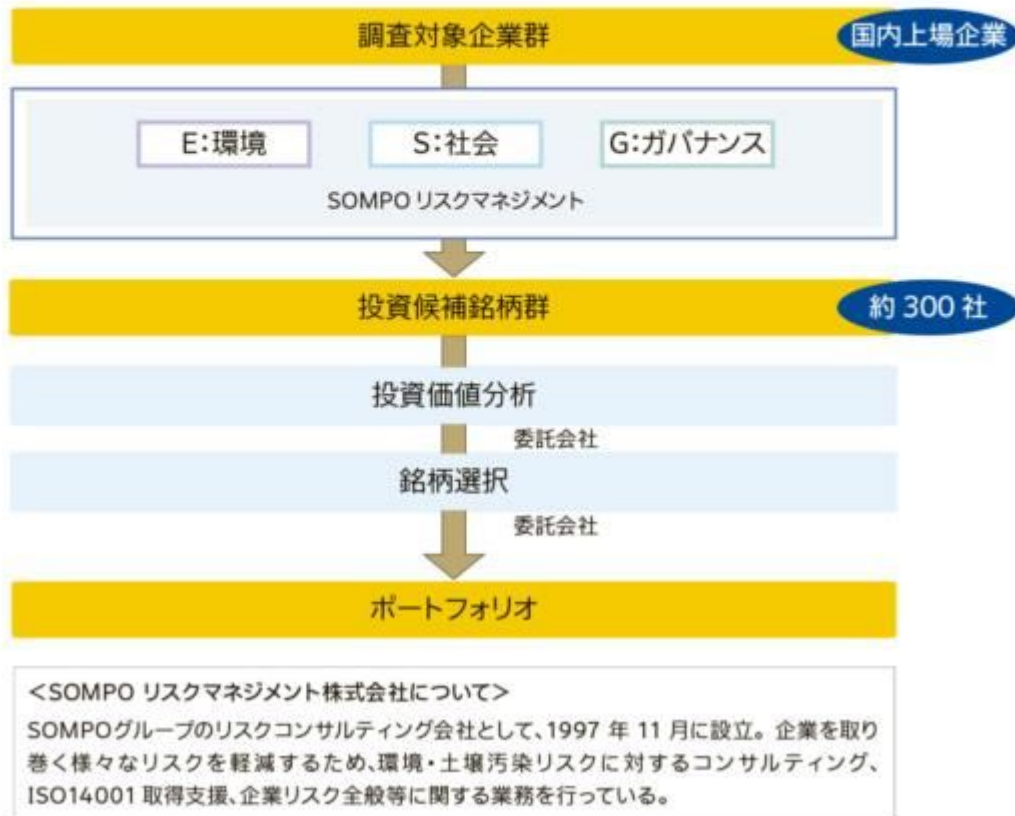 調査対象企業群
国内上場企業
E:環境
S:社会
G:ガバナンス
SOMPO リスクマネジメント
投資候補銘柄群
約 300 社
投資価値分析
委託会社
銘柄選択
委託会社
ポートフォリオ
＜SOMPO リスクマネジメント株式会社について＞
SOMPOグループのリスクコンサルティング会社として、1997 年 11 月に設立。企業を取り
巻く様々なリスクを軽減するため、環境・土壌汚染リスクに対するコンサルティング、
ISO14001 取得支援、企業リスク全般等に関する業務を行っている。